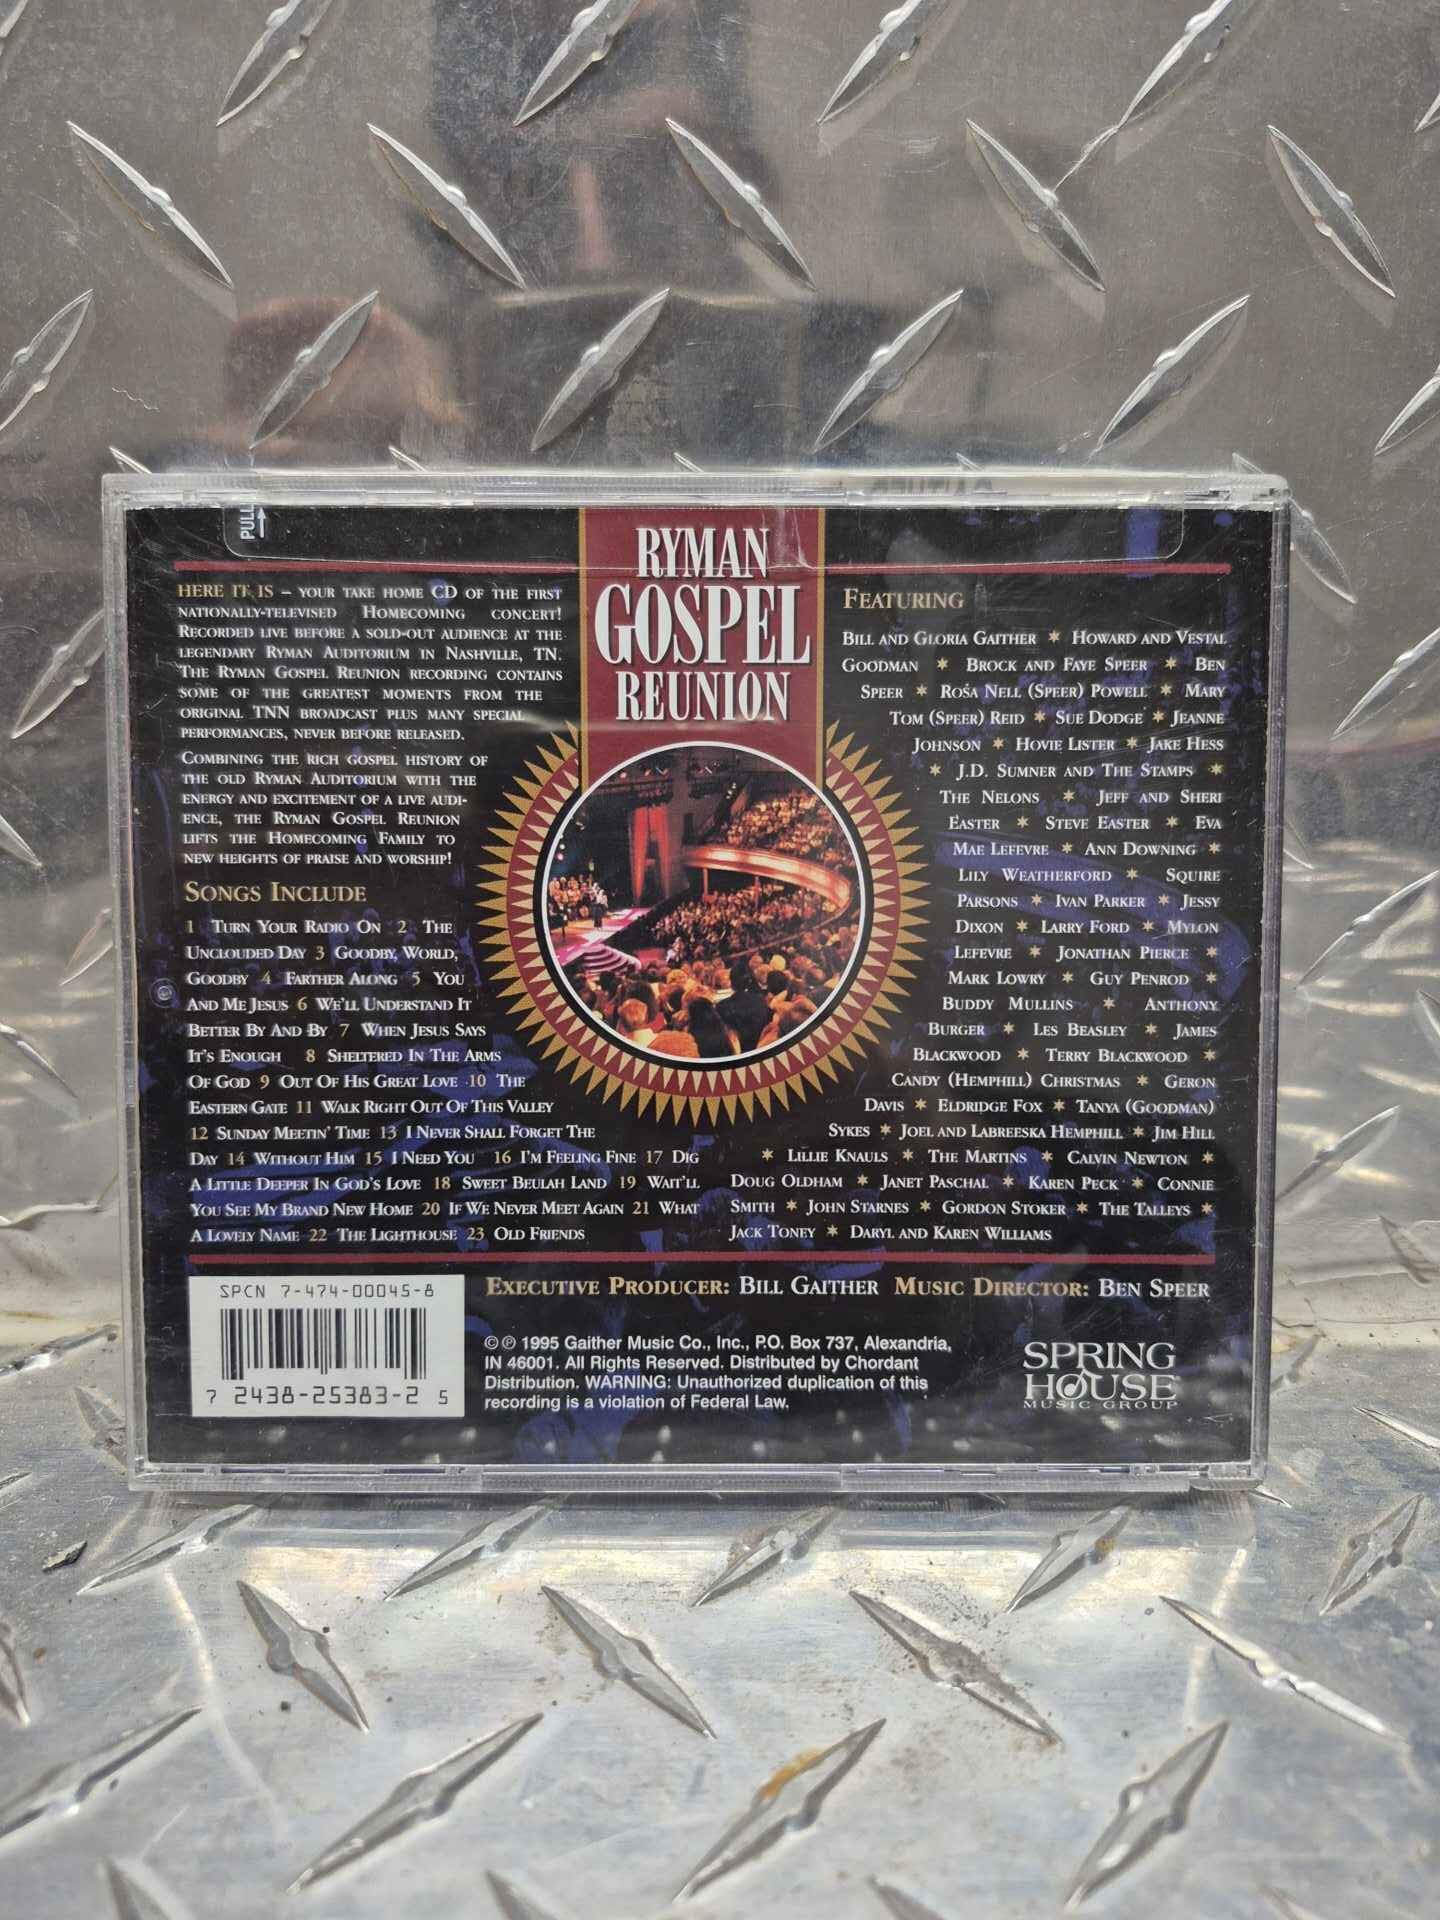 PULL
RYMAN
GOSPEL
REUNION
HERE IT IS – YOUR TAKE HOME CD OF THE FIRST
NATIONALLY-TELEVISED HOMECOMING CONCERT!
RECORDED LIVE BEFORE A SOLD-OUT AUDIENCE AT THE
LEGENDARY RYMAN AUDITORIUM IN NASHVILLE, TN.
THE RYMAN GOSPEL REUNION RECORDING CONTAINS
SOME OF THE GREATEST MOMENTS FROM THE
ORIGINAL TNN BROADCAST PLUS MANY SPECIAL
PERFORMANCES, NEVER BEFORE RELEASED.
COMBINING THE RICH GOSPEL HISTORY OF
THE OLD RYMAN AUDITORIUM WITH THE
ENERGY AND EXCITEMENT OF A LIVE AUDI-
ENCE, THE RYMAN GOSPEL REUNION
LIFTS THE HOMECOMING FAMILY TO
NEW HEIGHTS OF PRAISE AND WORSHIP!
SONGS INCLUDE
1 TURN YOUR RADIO ON 2 THE
UNCLOUDED DAY 3 GOODBY, WORLD,
GOODBY 4 FARTHER ALONG 5 YOU
AND ME JESUS 6 WE'LL UNDERSTAND IT
BETTER BY AND BY 7 WHEN JESUS SAYS
IT'S ENOUGH 8 SHELTERED IN THE ARMS
OF GOD 9 OUT OF HIS GREAT LOVE 10 THE
EASTERN GATE 11 WALK RIGHT OUT OF THIS VALLEY
12 SUNDAY MEETIN' TIME 13 I NEVER SHALL FORGET THE
DAY 14 WITHOUT HIM 15 I NEED YOU 16 I'M FEELING FINE 17 DIG
A LITTLE DEEPER IN GOD'S LOVE 18 SWEET BEULAH LAND 19 WAIT'LL
YOU SEE MY BRAND NEW HOME 20 IF WE NEVER MEET AGAIN 21 WHAT
A LOVELY NAME 22 THE LIGHTHOUSE 23 OLD FRIENDS
FEATURING
BILL AND GLORIA GAITHER ★ HOWARD AND VESTAL
GOODMAN ★ BROCK AND FAYE SPEER ★ BEN
SPEER ★ ROSA NELL (SPEER) POWELL ★ MARY
TOM (SPEER) REID ★ SUE DODGE ★ JEANNE
JOHNSON ★ HOVIE LISTER ★ JAKE HESS
★ J.D. SUMNER AND THE STAMPS ★
THE NELONS ★ JEFF AND SHERI
EASTER ★ STEVE EASTER ★ EVA
MAE LEFEVRE ★ ANN DOWNING ★
LILY WEATHERFORD ★ SQUIRE
PARSONS ★ IVAN PARKER ★ JESSY
DIXON ★ LARRY FORD ★ MYLON
LEFEVRE ★ JONATHAN PIERCE ★
MARK LOWRY ★ GUY PENROD ★
BUDDY MULLINS ★ ANTHONY
BURGER ★ LES BEASLEY ★ JAMES
BLACKWOOD ★ TERRY BLACKWOOD ★
CANDY (HEMPHILL) CHRISTMAS ★ GERON
DAVIS ★ ELDRIDGE FOX ★ TANYA (GOODMAN)
SYKES ★ JOEL AND LABREESKA HEMPHILL ★ JIM HILL
★ LILLIE KNAULS ★ THE MARTINS ★ CALVIN NEWTON ★
DOUG OLDHAM ★ JANET PASCHAL ★ KAREN PECK ★ CONNIE
SMITH ★ JOHN STARNES ★ GORDON STOKER ★ THE TALLEYS ★
JACK TONEY ★ DARYL AND KAREN WILLIAMS
EXECUTIVE PRODUCER: BILL GAITHER MUSIC DIRECTOR: BEN SPEER
SPCN 7-474-00045-8
7 2438-25383-2 5
© ℗ 1995 Gaither Music Co., Inc., P.O. Box 737, Alexandria,
IN 46001. All Rights Reserved. Distributed by Chordant
Distribution. WARNING: Unauthorized duplication of this
recording is a violation of Federal Law.
SPRING
HOUSE
MUSIC GROUP